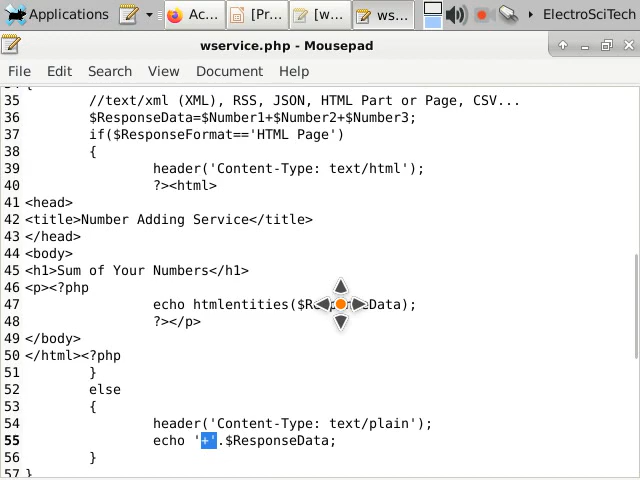 Applications
Ac...
[Pr...
[w...
ws...
ElectroSciTech
wservice.php - Mousepad
File Edit Search View Document Help
34 {
35 //text/xml (XML), RSS, JSON, HTML Part or Page, CSV...
36 $ResponseData=$Number1+$Number2+$Number3;
37 if($ResponseFormat=='HTML Page')
38 {
39 header('Content-Type: text/html');
40 ?><html>
41 <head>
42 <title>Number Adding Service</title>
43 </head>
44 <body>
45 <h1>Sum of Your Numbers</h1>
46 <p><?php
47 echo htmlentities($ResponseData);
48 ?></p>
49 </body>
50 </html><?php
51 }
52 else
53 {
54 header('Content-Type: text/plain');
55 echo '+'.$ResponseData;
56 }
57 }